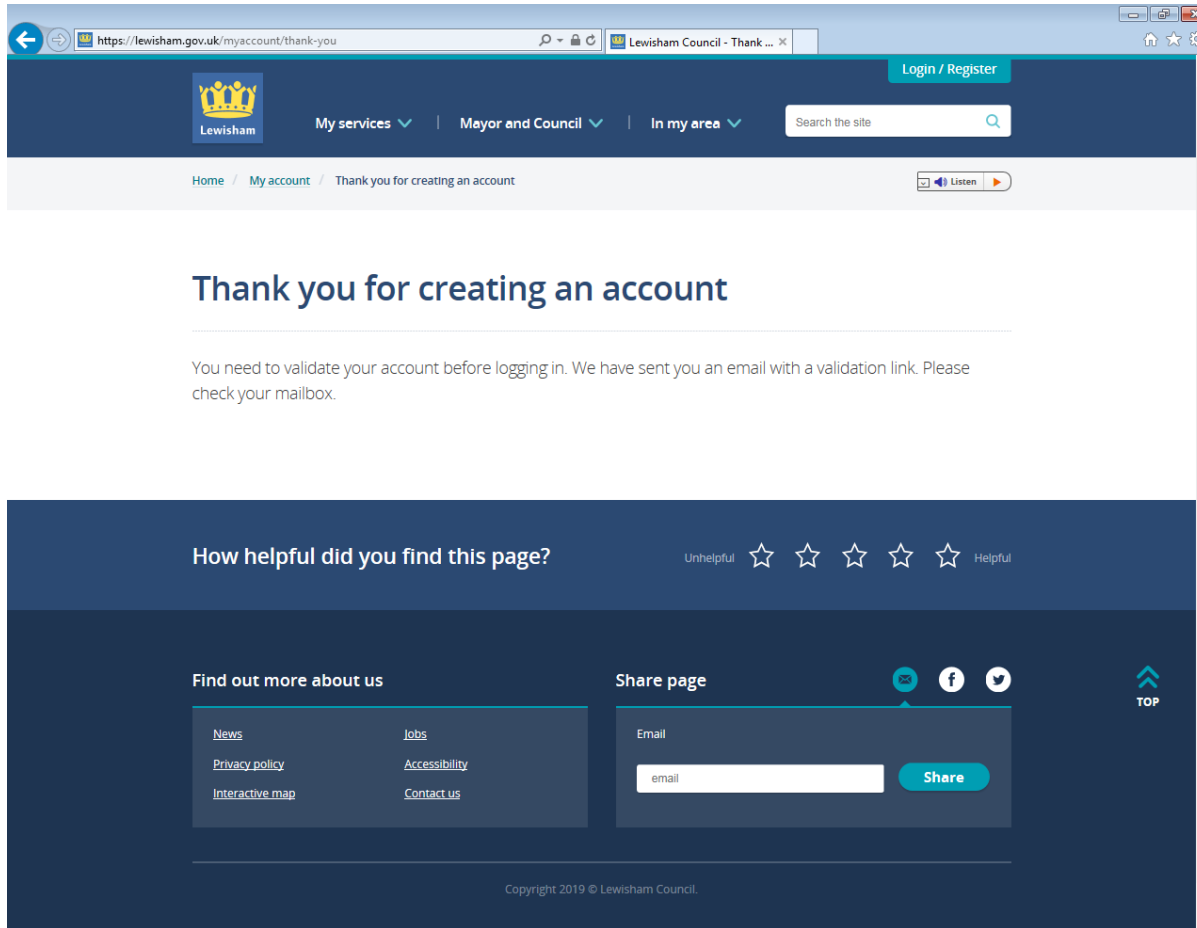 https://lewisham.gov.uk/myaccount/thank-you
Lewisham Council - Thank ...
Login / Register
Lewisham
My services
Mayor and Council
In my area
Search the site
Home / My account / Thank you for creating an account
Listen
Thank you for creating an account
You need to validate your account before logging in. We have sent you an email with a validation link. Please
check your mailbox.
How helpful did you find this page?
Unhelpful
Helpful
Find out more about us
News
Jobs
Privacy policy
Accessibility
Interactive map
Contact us
Share page
Email
email
Share
TOP
Copyright 2019 © Lewisham Council.